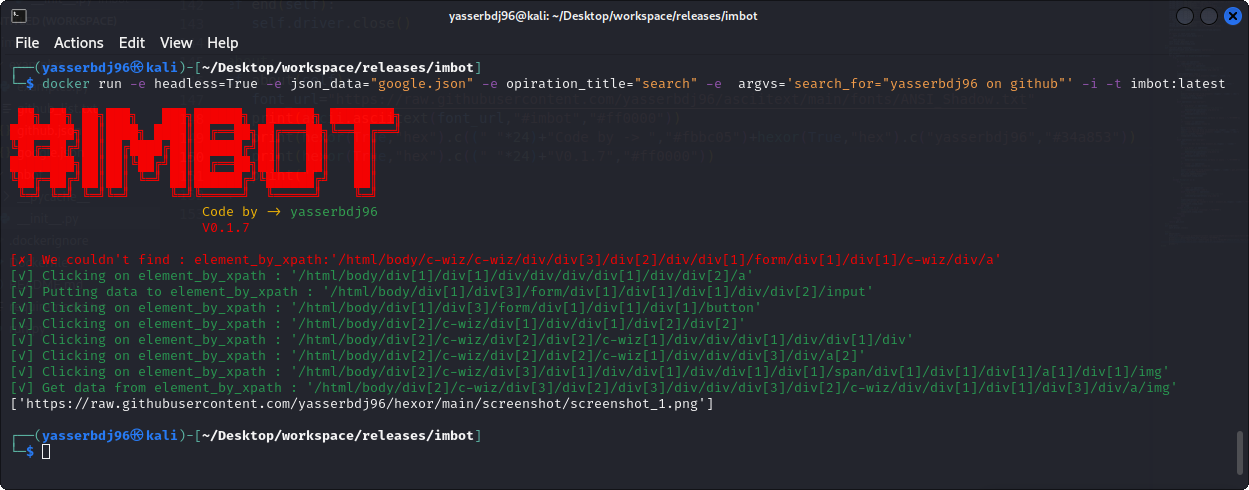 yasserbdj96@kali: ~/Desktop/workspace/releases/imbot
File Actions Edit View Help
┌──(yasserbdj96㉿kali)-[~/Desktop/workspace/releases/imbot]
└─$ docker run -e headless=True -e json_data="google.json" -e opiration_title="search" -e  argvs='search_for="yasserbdj96 on github"' -i -t imbot:latest
#IMBOT
Code by -> yasserbdj96
V0.1.7
[✗] We couldn't find : element_by_xpath:'/html/body/c-wiz/c-wiz/div/div[3]/div[2]/div/div[1]/form/div[1]/div[1]/c-wiz/div/a'
[√] Clicking on element_by_xpath : '/html/body/div[1]/div[1]/div/div/div/div[1]/div/div[2]/a'
[√] Putting data to element_by_xpath : '/html/body/div[1]/div[3]/form/div[1]/div[1]/div[1]/div/div[2]/input'
[√] Clicking on element_by_xpath : '/html/body/div[1]/div[3]/form/div[1]/div[1]/div[1]/button'
[√] Clicking on element_by_xpath : '/html/body/div[2]/c-wiz/div[1]/div/div[1]/div[2]/div[2]'
[√] Clicking on element_by_xpath : '/html/body/div[2]/c-wiz/div[2]/div[2]/c-wiz[1]/div/div/div[1]/div/div[1]/div'
[√] Clicking on element_by_xpath : '/html/body/div[2]/c-wiz/div[2]/div[2]/c-wiz[1]/div/div/div[3]/div/a[2]'
[√] Clicking on element_by_xpath : '/html/body/div[2]/c-wiz/div[3]/div[1]/div/div[1]/div[1]/div[1]/span/div[1]/div[1]/div[1]/a[1]/div[1]/img'
[√] Get data from element_by_xpath : '/html/body/div[2]/c-wiz/div[3]/div[2]/div[3]/div/div/div[3]/div[2]/c-wiz/div/div[1]/div[1]/div[3]/div/a/img'
['https://raw.githubusercontent.com/yasserbdj96/hexor/main/screenshot/screenshot_1.png']
┌──(yasserbdj96㉿kali)-[~/Desktop/workspace/releases/imbot]
└─$